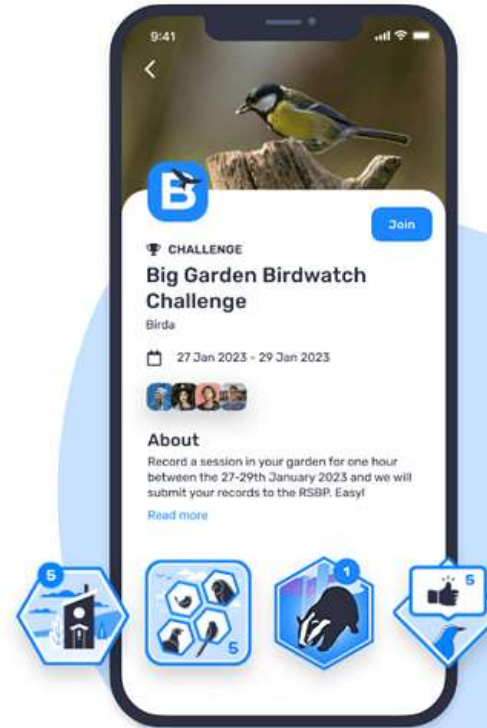 9:41
B
Join
CHALLENGE
Big Garden Birdwatch
Challenge
Birda
27 Jan 2023 - 29 Jan 2023
About
Record a session in your garden for one hour
between the 27-29th January 2023 and we will
submit your records to the RSBP. Easy!
Read more
5
5
1
5